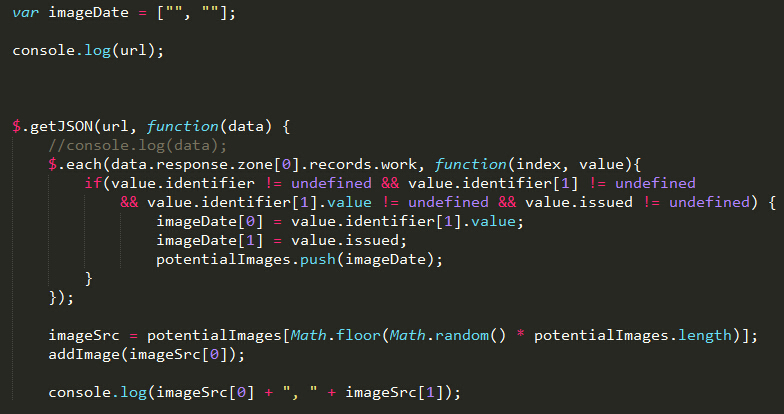 var imageDate = ["", ""];
console.log(url);
$.getJSON(url, function(data) {
//console.log(data);
$.each(data.response.zone[0].records.work, function(index, value){
if(value.identifier != undefined && value.identifier[1] != undefined
&& value.identifier[1].value != undefined && value.issued != undefined) {
imageDate[0] = value.identifier[1].value;
imageDate[1] = value.issued;
potentialImages.push(imageDate);
}
});
imageSrc = potentialImages[Math.floor(Math.random() * potentialImages.length)];
addImage(imageSrc[0]);
console.log(imageSrc[0] + ", " + imageSrc[1]);